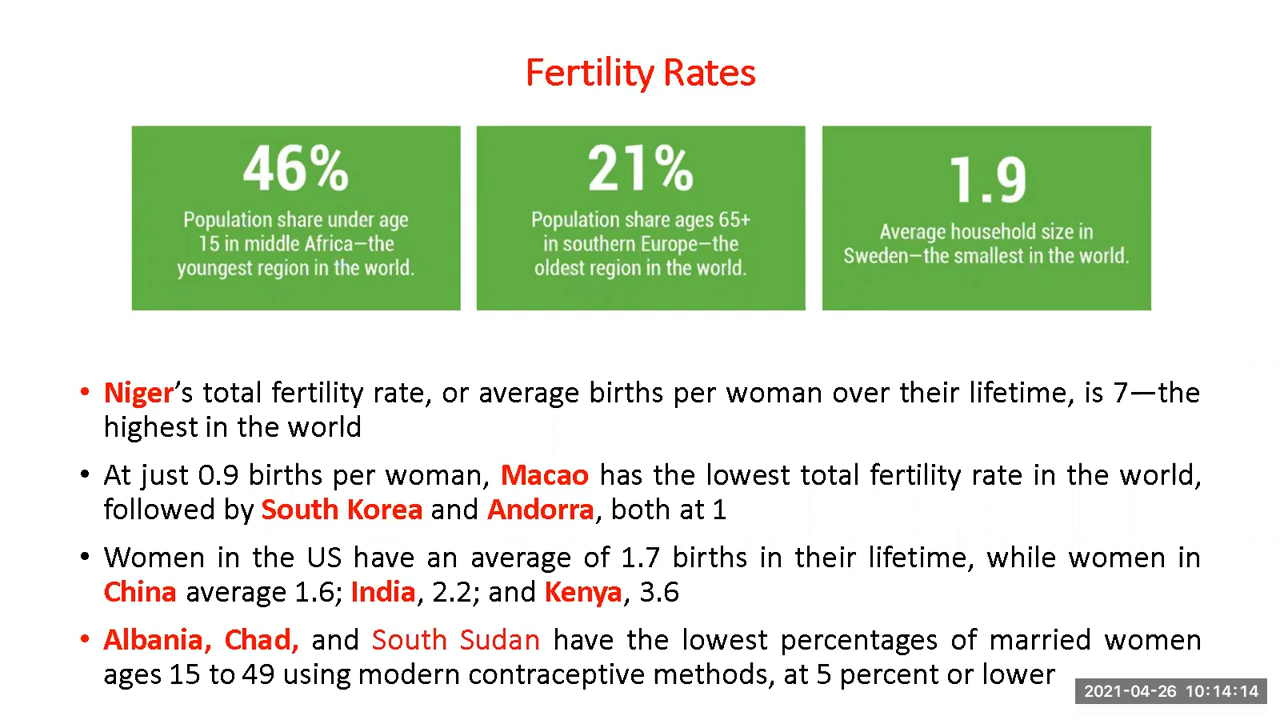 Fertility Rates
46%
Population share under age
15 in middle Africa—the
youngest region in the world.
21%
Population share ages 65+
in southern Europe—the
oldest region in the world.
1.9
Average household size in
Sweden—the smallest in the world.
• Niger’s total fertility rate, or average births per woman over their lifetime, is 7—the
highest in the world
• At just 0.9 births per woman, Macao has the lowest total fertility rate in the world,
followed by South Korea and Andorra, both at 1
• Women in the US have an average of 1.7 births in their lifetime, while women in
China average 1.6; India, 2.2; and Kenya, 3.6
• Albania, Chad, and South Sudan have the lowest percentages of married women
ages 15 to 49 using modern contraceptive methods, at 5 percent or lower
2021-04-26 10:14:14